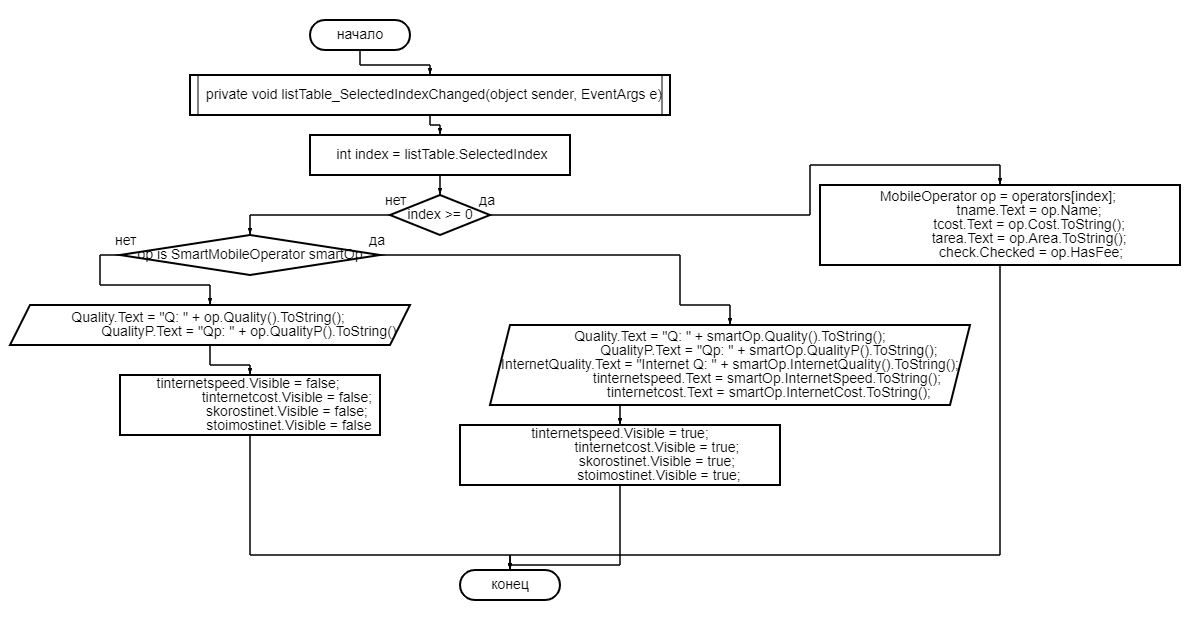 начало
private void listTable_SelectedIndexChanged(object sender, EventArgs e)
int index = listTable.SelectedIndex
нет
да
index >= 0
MobileOperator op = operators[index];
tname.Text = op.Name;
tcost.Text = op.Cost.ToString();
tarea.Text = op.Area.ToString();
check.Checked = op.HasFee;
нет
да
op is SmartMobileOperator smartOp
Quality.Text = "Q: " + op.Quality().ToString();
QualityP.Text = "Qp: " + op.QualityP().ToString()
Quality.Text = "Q: " + smartOp.Quality().ToString();
QualityP.Text = "Qp: " + smartOp.QualityP().ToString();
InternetQuality.Text = "Internet Q: " + smartOp.InternetQuality().ToString();
tinternetspeed.Text = smartOp.InternetSpeed.ToString();
tinternetcost.Text = smartOp.InternetCost.ToString();
tinternetspeed.Visible = false;
tinternetcost.Visible = false;
skorostinet.Visible = false;
stoimostinet.Visible = false
tinternetspeed.Visible = true;
tinternetcost.Visible = true;
skorostinet.Visible = true;
stoimostinet.Visible = true;
конец